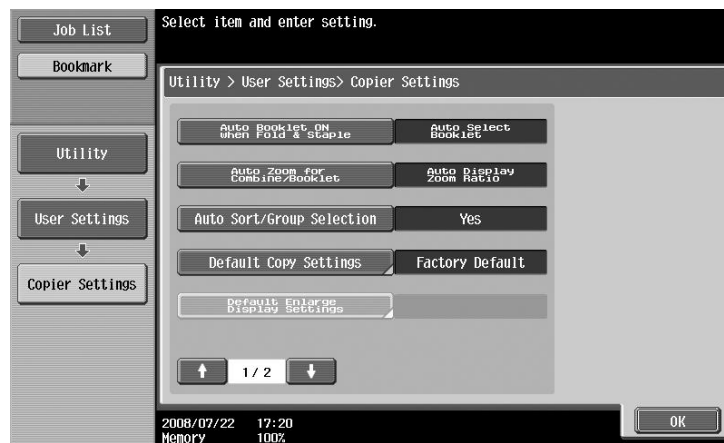 Job List
Bookmark
Select item and enter setting.
Utility > User Settings> Copier Settings
Utility
User Settings
Copier Settings
Auto Booklet ON
when Fold & Staple
Auto Select
Booklet
Auto Zoom for
Combine/Booklet
Auto Display
Zoom Ratio
Auto Sort/Group Selection
Yes
Default Copy Settings
Factory Default
Default Enlarge
Display Settings
1/ 2
2008/07/22 17:20
Memory 100%
OK